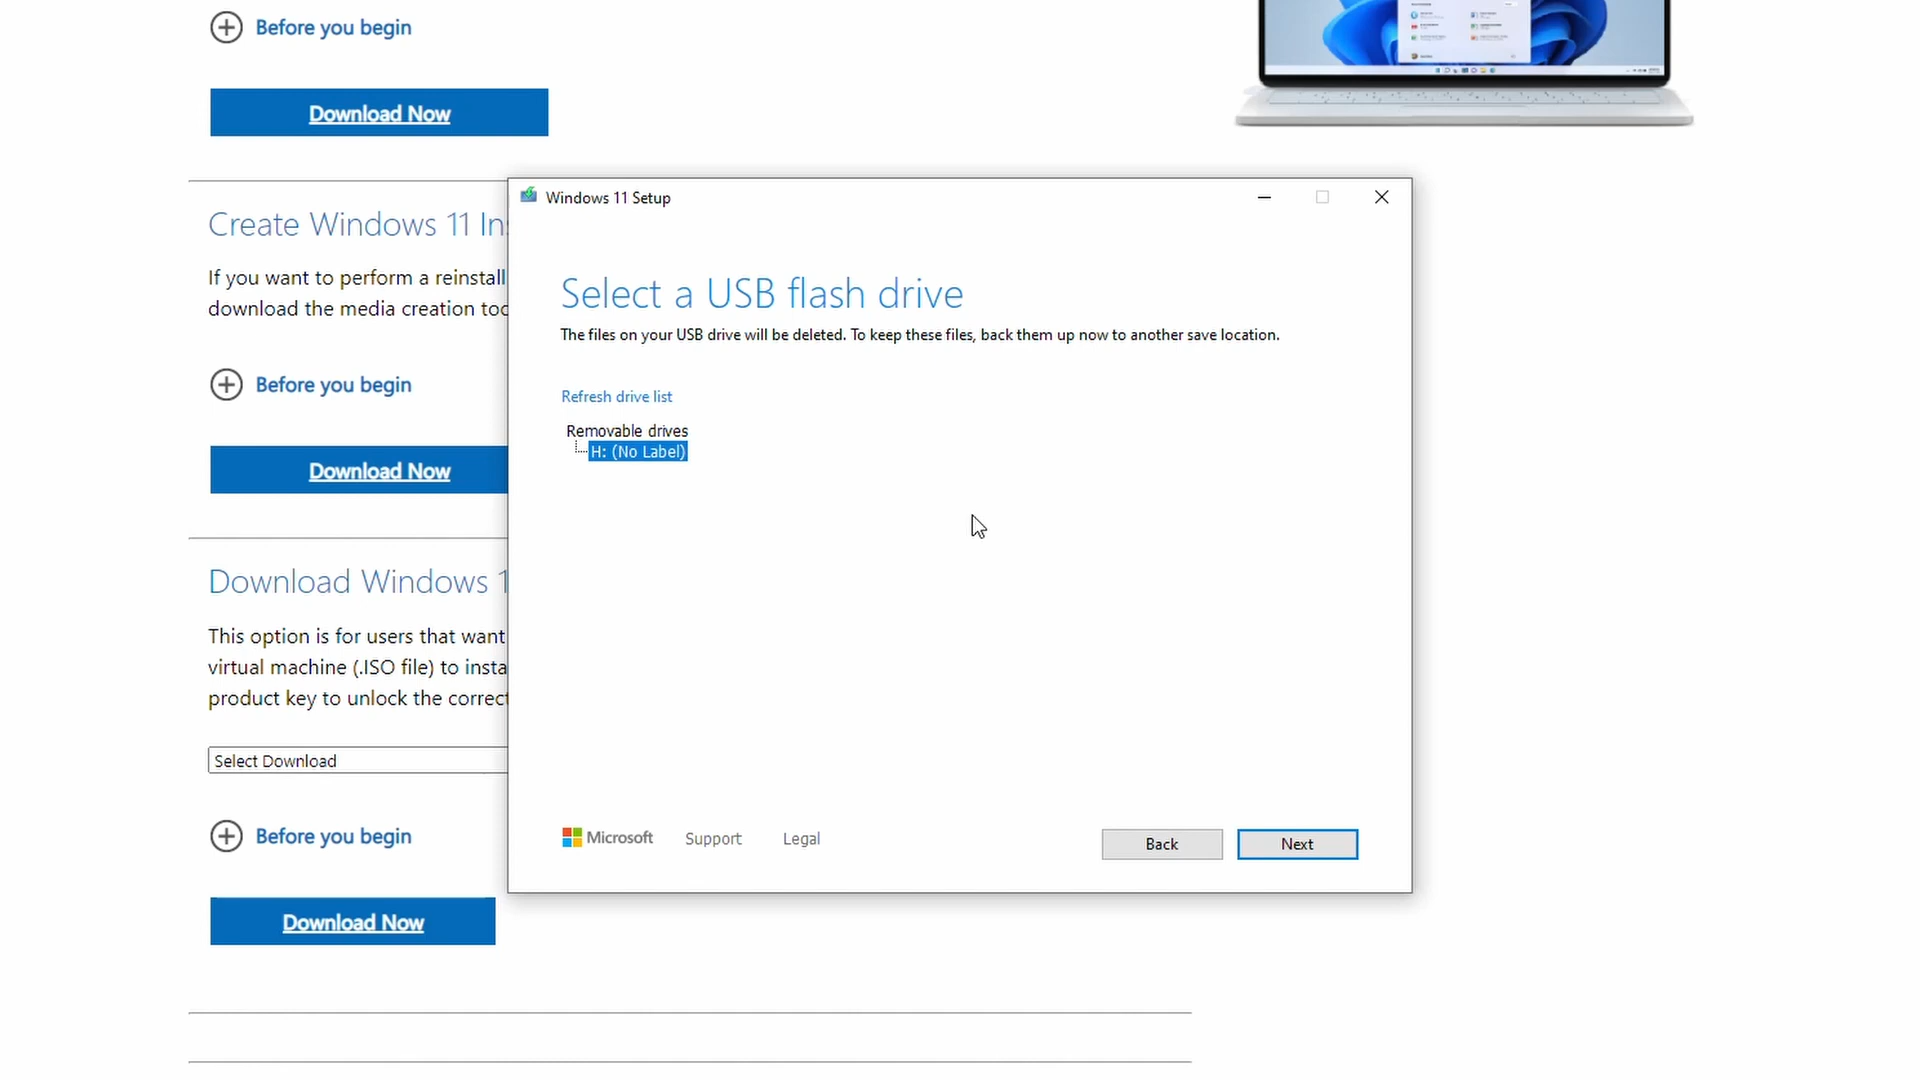 Before you begin
Download Now
Create Windows 11 Ins
If you want to perform a reinstall
download the media creation too
Before you begin
Download Now
Download Windows 1
This option is for users that want
virtual machine (.ISO file) to insta
product key to unlock the correct
Select Download
Before you begin
Download Now
Windows 11 Setup
Select a USB flash drive
The files on your USB drive will be deleted. To keep these files, back them up now to another save location.
Refresh drive list
Removable drives
H: (No Label)
Microsoft Support Legal
Back Next